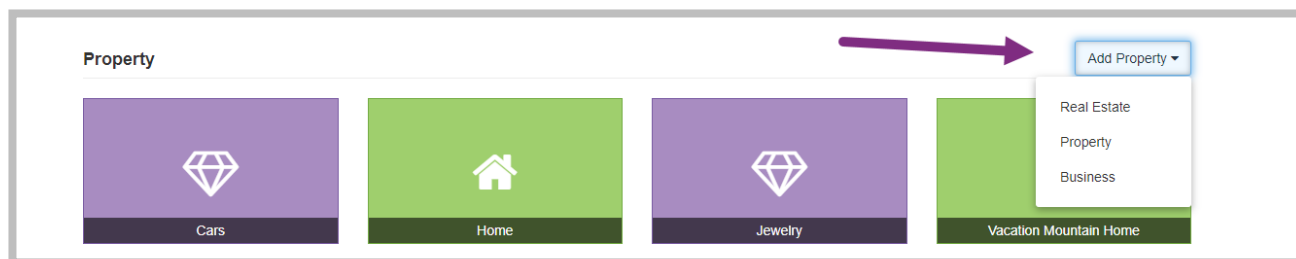 Property
Add Property
Real Estate
Property
Business
Cars
Home
Jewelry
Vacation Mountain Home